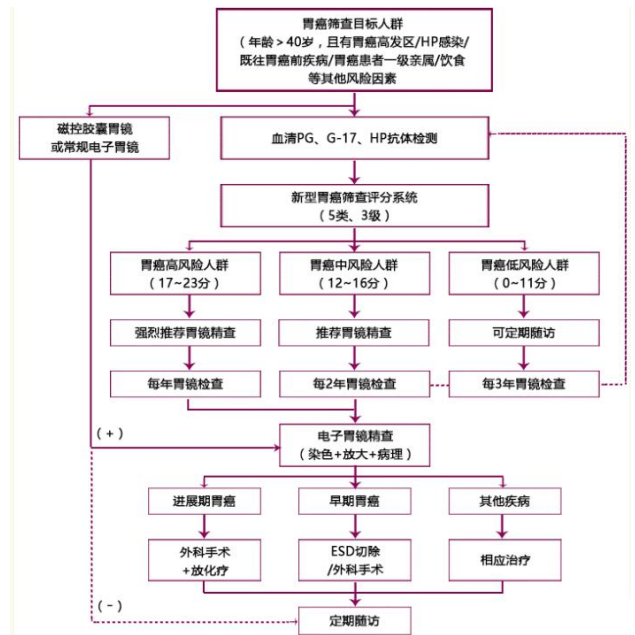 胃癌筛查目标人群
（年龄＞40岁，且有胃癌高发区/HP感染/
既往胃癌前疾病/胃癌患者一级亲属/饮食
等其他风险因素
磁控胶囊胃镜
或常规电子胃镜
血清PG、G-17、HP抗体检测
新型胃癌筛查评分系统
（5类、3级）
胃癌高风险人群
（17~23分）
胃癌中风险人群
（12~16分）
胃癌低风险人群
（0~11分）
强烈推荐胃镜精查
推荐胃镜精查
可定期随访
每年胃镜检查
每2年胃镜检查
每3年胃镜检查
（+）
电子胃镜精查
（染色+放大+病理）
进展期胃癌
早期胃癌
其他疾病
外科手术
+放化疗
ESD切除
/外科手术
相应治疗
（-）
定期随访